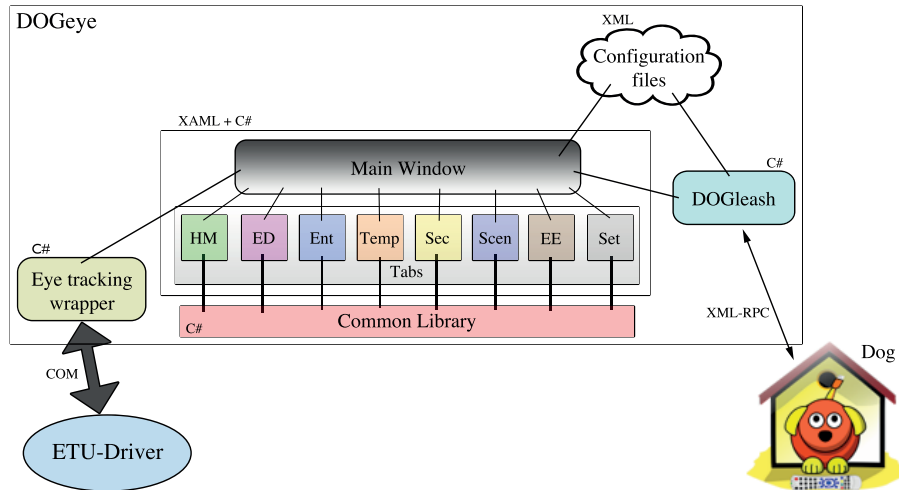 DOGeye
XML
Configuration
files
XAML + C#
Main Window
C#
DOGleash
HM
ED
Ent
Temp
Sec
Scen
EE
Set
Tabs
C#
Eye tracking
wrapper
C#
Common Library
XML-RPC
Dog
COM
ETU-Driver